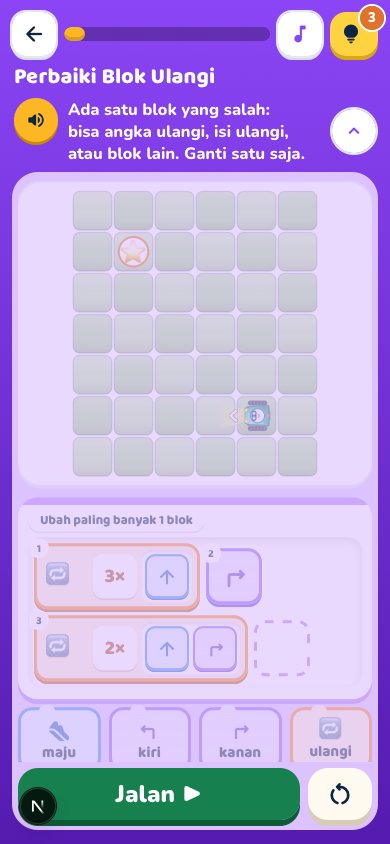 3
Perbaiki Blok Ulangi
Ada satu blok yang salah:
bisa angka ulangi, isi ulangi,
atau blok lain. Ganti satu saja.
Ubah paling banyak 1 blok
1
3×
2
3
2×
maju
kiri
kanan
ulangi
Jalan
N